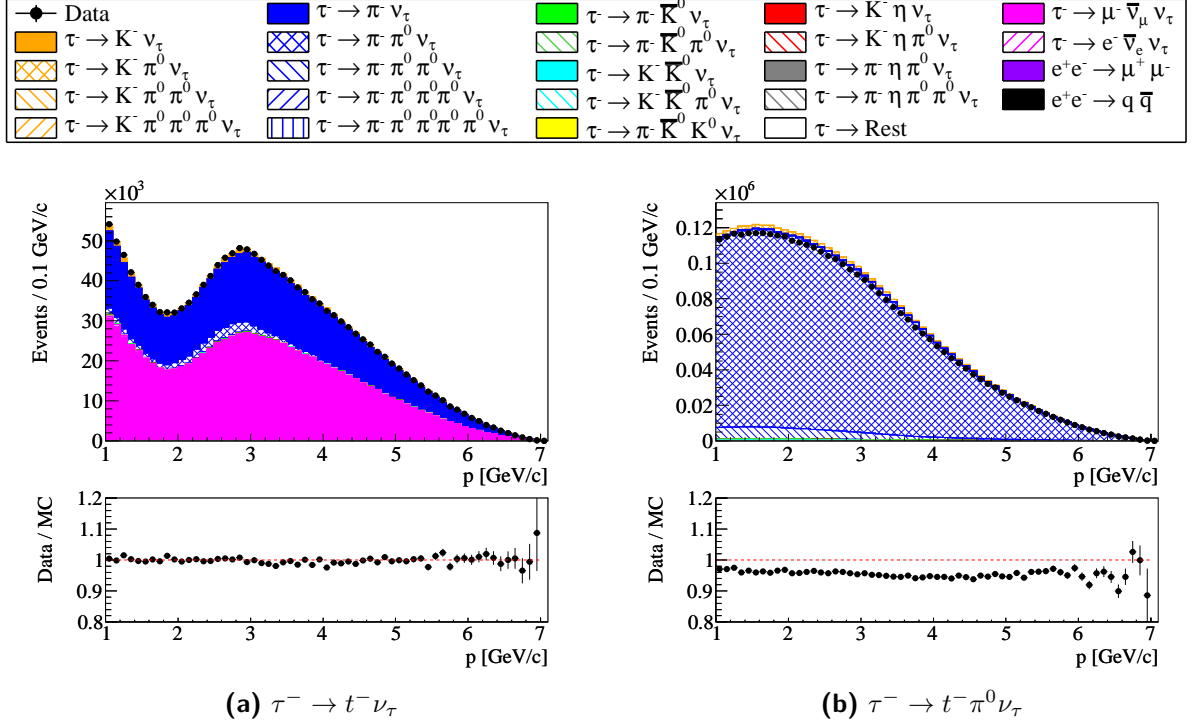 Data τ⁻ → π⁻ ν_τ τ⁻ → π⁻ K̅⁰ ν_τ τ⁻ → K⁻ η ν_τ τ⁻ → μ⁻ ν̅_μ ν_τ
τ⁻ → K⁻ ν_τ τ⁻ → π⁻ π⁰ ν_τ τ⁻ → π⁻ K̅⁰ π⁰ ν_τ τ⁻ → K⁻ η π⁰ ν_τ τ⁻ → e⁻ ν̅_e ν_τ
τ⁻ → K⁻ π⁰ ν_τ τ⁻ → π⁻ π⁰ π⁰ ν_τ τ⁻ → K⁻ K̅⁰ ν_τ τ⁻ → π⁻ η π⁰ ν_τ e⁺e⁻ → μ⁺ μ⁻
τ⁻ → K⁻ π⁰ π⁰ ν_τ τ⁻ → π⁻ π⁰ π⁰ π⁰ ν_τ τ⁻ → K⁻ K̅⁰ π⁰ ν_τ τ⁻ → π⁻ η π⁰ π⁰ ν_τ e⁺e⁻ → q q̅
τ⁻ → K⁻ π⁰ π⁰ π⁰ ν_τ τ⁻ → π⁻ π⁰ π⁰ π⁰ π⁰ ν_τ τ⁻ → π⁻ K̅⁰ K⁰ ν_τ τ⁻ → Rest
×10³
Events / 0.1 GeV/c
50
40
30
20
10
0
1 2 3 4 5 6 7
p [GeV/c]
Data / MC
1.2
1.1
1
0.9
0.8
1 2 3 4 5 6 7
p [GeV/c]
(a) τ⁻ → t⁻ν_τ
×10⁶
Events / 0.1 GeV/c
0.12
0.1
0.08
0.06
0.04
0.02
0
1 2 3 4 5 6 7
p [GeV/c]
Data / MC
1.2
1.1
1
0.9
0.8
1 2 3 4 5 6 7
p [GeV/c]
(b) τ⁻ → t⁻π⁰ν_τ